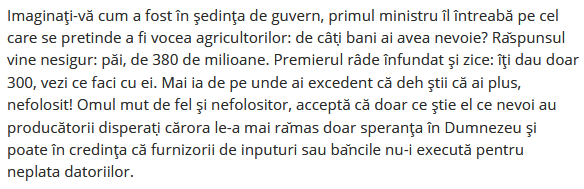 Imaginați-vă cum a fost în ședința de guvern, primul ministru îl întreabă pe cel
care se pretinde a fi vocea agricultorilor: de câți bani ai avea nevoie? Răspunsul
vine nesigur: păi, de 380 de milioane. Premierul râde înfundat și zice: îți dau doar
300, vezi ce faci cu ei. Mai ia de pe unde ai excedent că deh știi că ai plus,
nefolosit! Omul mut de fel și nefolositor, acceptă că doar ce știe el ce nevoi au
producătorii disperați cărora le-a mai rămas doar speranța în Dumnezeu și
poate în credința că furnizorii de inputuri sau băncile nu-i execută pentru
neplata datoriilor.